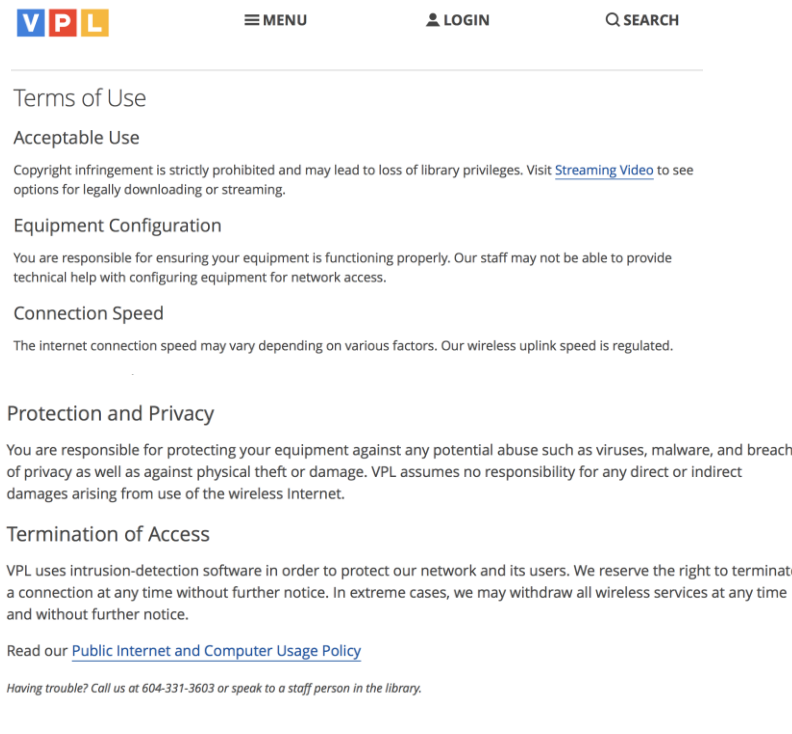 VPL MENU LOGIN SEARCH
Terms of Use
Acceptable Use
Copyright infringement is strictly prohibited and may lead to loss of library privileges. Visit Streaming Video to see
options for legally downloading or streaming.
Equipment Configuration
You are responsible for ensuring your equipment is functioning properly. Our staff may not be able to provide
technical help with configuring equipment for network access.
Connection Speed
The internet connection speed may vary depending on various factors. Our wireless uplink speed is regulated.
Protection and Privacy
You are responsible for protecting your equipment against any potential abuse such as viruses, malware, and breach
of privacy as well as against physical theft or damage. VPL assumes no responsibility for any direct or indirect
damages arising from use of the wireless Internet.
Termination of Access
VPL uses intrusion-detection software in order to protect our network and its users. We reserve the right to terminate
a connection at any time without further notice. In extreme cases, we may withdraw all wireless services at any time
and without further notice.
Read our Public Internet and Computer Usage Policy
Having trouble? Call us at 604-331-3603 or speak to a staff person in the library.